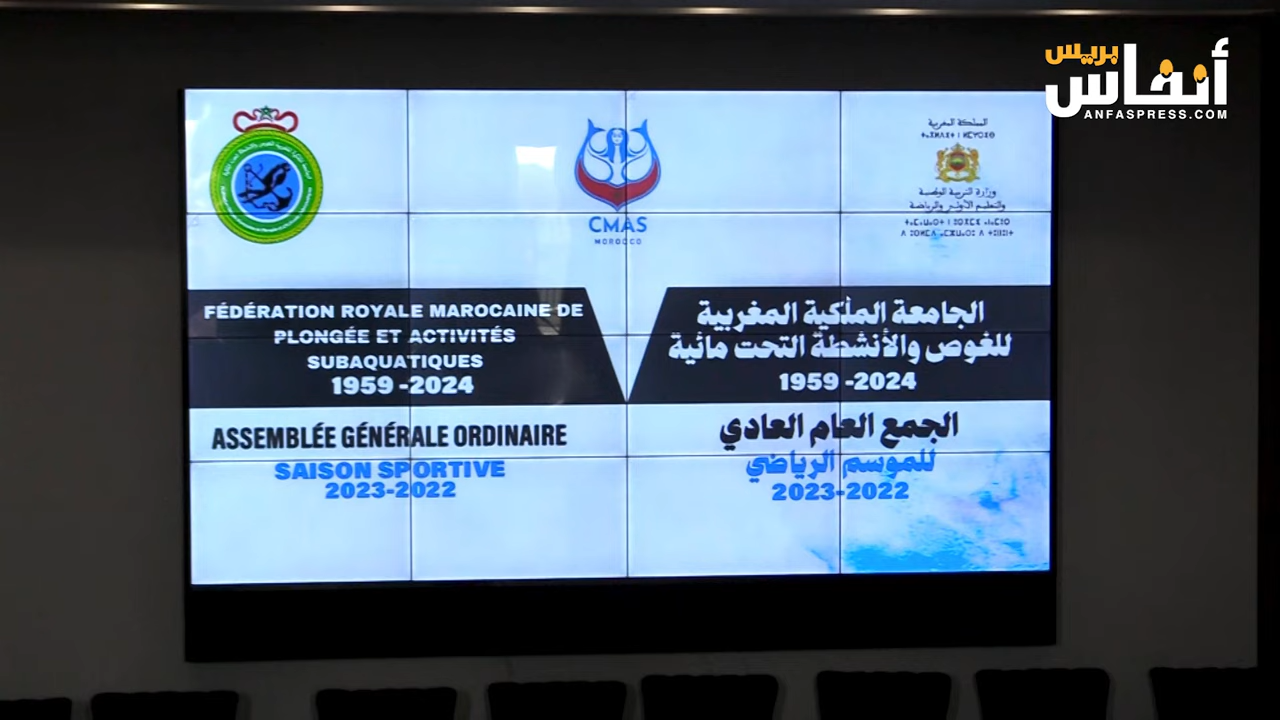 أنفاس بريس
ANFASPRESS.COM
CMAS
MOROCCO
المملكة المغربية
ⵜⴰⴳⵍⴷⵉⵜ ⵏ ⵍⵎⵖⵔⵉⴱ
وزارة التربية الوطنية
والتعليم الأولي والرياضة
FÉDÉRATION ROYALE MAROCAINE DE
PLONGÉE ET ACTIVITÉS
SUBAQUATIQUES
1959 -2024
ASSEMBLÉE GÉNÉRALE ORDINAIRE
SAISON SPORTIVE
2023-2022
الجامعة الملكية المغربية
للغوص والأنشطة التحت مائية
1959 -2024
الجمع العام العادي
للموسم الرياضي
2023-2022